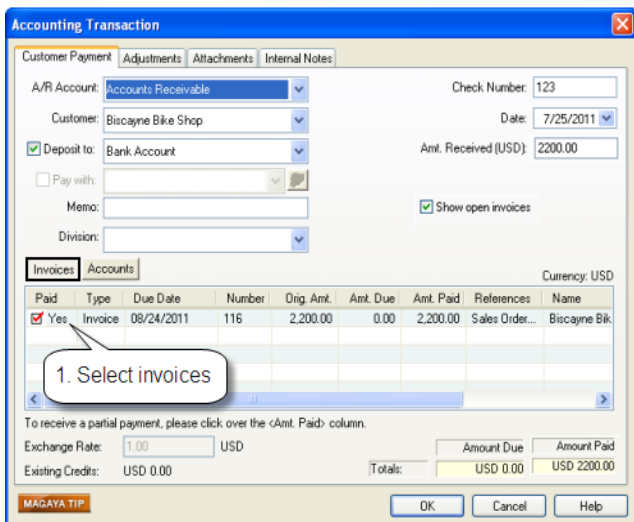 Accounting Transaction
Customer Payment Adjustments Attachments Internal Notes
A/R Account: Accounts Receivable Check Number: 123
Customer: Biscayne Bike Shop Date: 7/25/2011
Deposit to: Bank Account Amt. Received (USD): 2200.00
Pay with:
Memo: Show open invoices
Division:
Invoices Accounts Currency: USD
Paid Type Due Date Number Orig. Amt. Amt. Due Amt. Paid References Name
Yes Invoice 08/24/2011 116 2,200.00 0.00 2,200.00 Sales Order... Biscayne Bik
1. Select invoices
To receive a partial payment, please click over the <Amt. Paid> column.
Exchange Rate: 1.00 USD Amount Due Amount Paid
Existing Credits: USD 0.00 Totals: USD 0.00 USD 2200.00
MAGAYA TIP OK Cancel Help